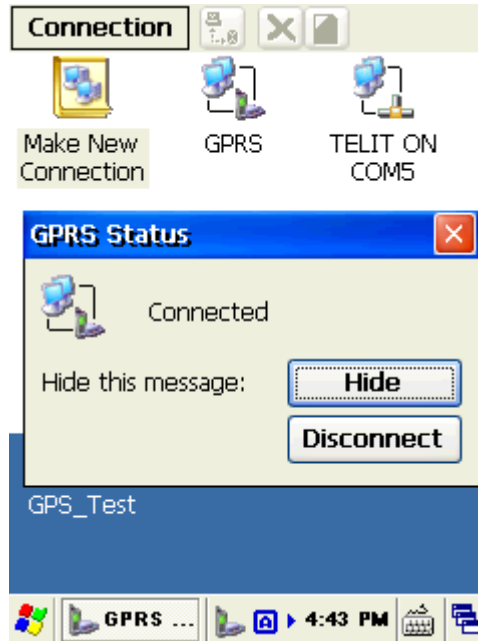 Connection
Make New
Connection
GPRS
TELIT ON
COM5
GPRS Status
Connected
Hide this message:
Hide
Disconnect
GPS_Test
GPRS ...
A
4:43 PM